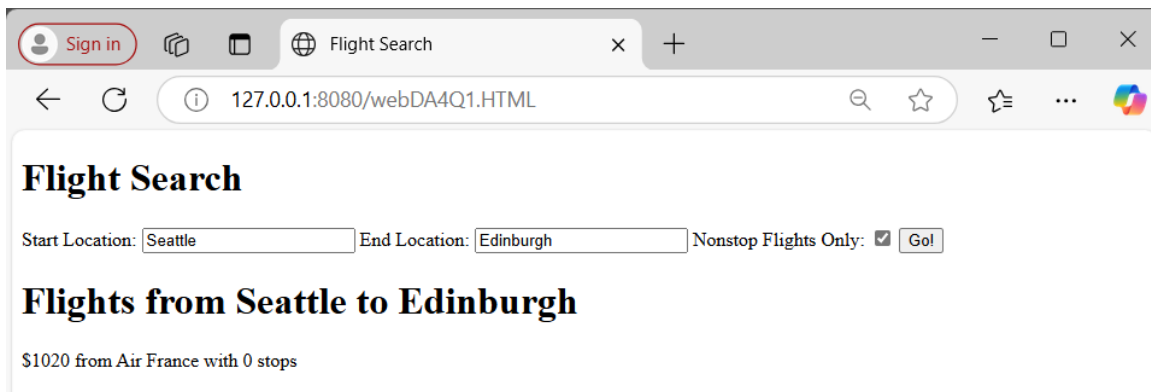 Sign in
Flight Search
127.0.0.1:8080/webDA4Q1.HTML
Flight Search
Start Location: Seattle End Location: Edinburgh Nonstop Flights Only: Go!
Flights from Seattle to Edinburgh
$1020 from Air France with 0 stops